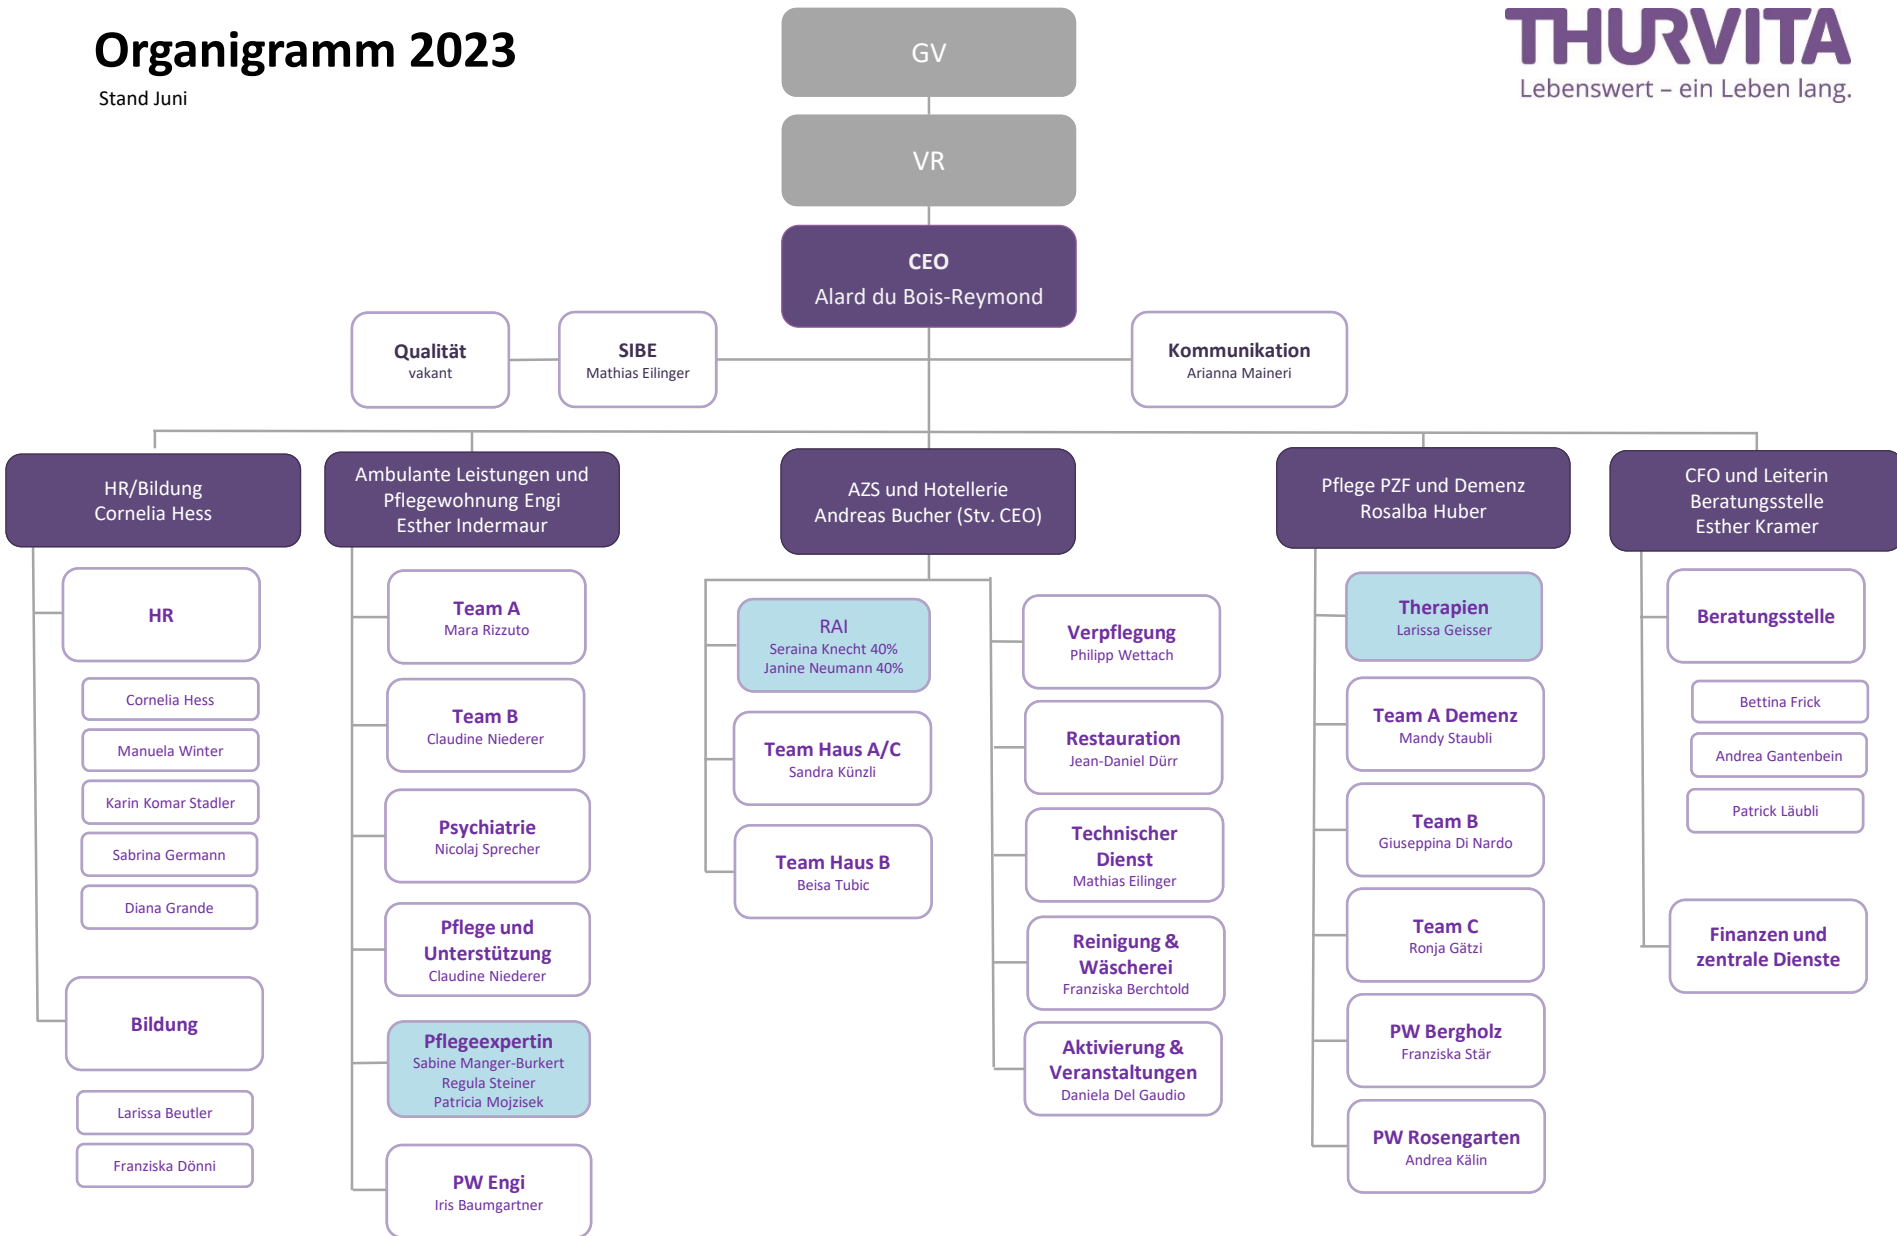 Organigramm 2023
Stand Juni
THURVITA
Lebenswert – ein Leben lang.
GV
VR
CEO
Alard du Bois-Reymond
Qualität
vakant
SIBE
Mathias Eilinger
Kommunikation
Arianna Maineri
HR/Bildung
Cornelia Hess
HR
Cornelia Hess
Manuela Winter
Karin Komar Stadler
Sabrina Germann
Diana Grande
Bildung
Larissa Beutler
Franziska Dönni
Ambulante Leistungen und
Pflegewohnung Engi
Esther Indermaur
Team A
Mara Rizzuto
Team B
Claudine Niederer
Psychiatrie
Nicolaj Sprecher
Pflege und
Unterstützung
Claudine Niederer
Pflegeexpertin
Sabine Manger-Burkert
Regula Steiner
Patricia Mojzisek
PW Engi
Iris Baumgartner
AZS und Hotellerie
Andreas Bucher (Stv. CEO)
RAI
Seraina Knecht 40%
Janine Neumann 40%
Team Haus A/C
Sandra Künzli
Team Haus B
Beisa Tubic
Verpflegung
Philipp Wettach
Restauration
Jean-Daniel Dürr
Technischer
Dienst
Mathias Eilinger
Reinigung &
Wäscherei
Franziska Berchtold
Aktivierung &
Veranstaltungen
Daniela Del Gaudio
Pflege PZF und Demenz
Rosalba Huber
Therapien
Larissa Geisser
Team A Demenz
Mandy Staubli
Team B
Giuseppina Di Nardo
Team C
Ronja Gätzi
PW Bergholz
Franziska Stär
PW Rosengarten
Andrea Kälin
CFO und Leiterin
Beratungsstelle
Esther Kramer
Beratungsstelle
Bettina Frick
Andrea Gantenbein
Patrick Läubli
Finanzen und
zentrale Dienste